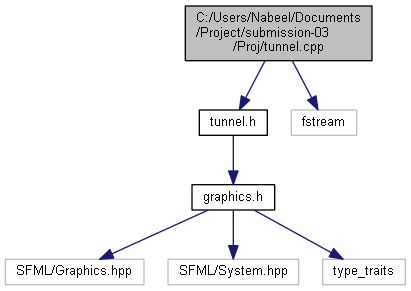 C:/Users/Nabeel/Documents
/Project/submission-03
/Proj/tunnel.cpp
tunnel.h
fstream
graphics.h
SFML/Graphics.hpp
SFML/System.hpp
type_traits